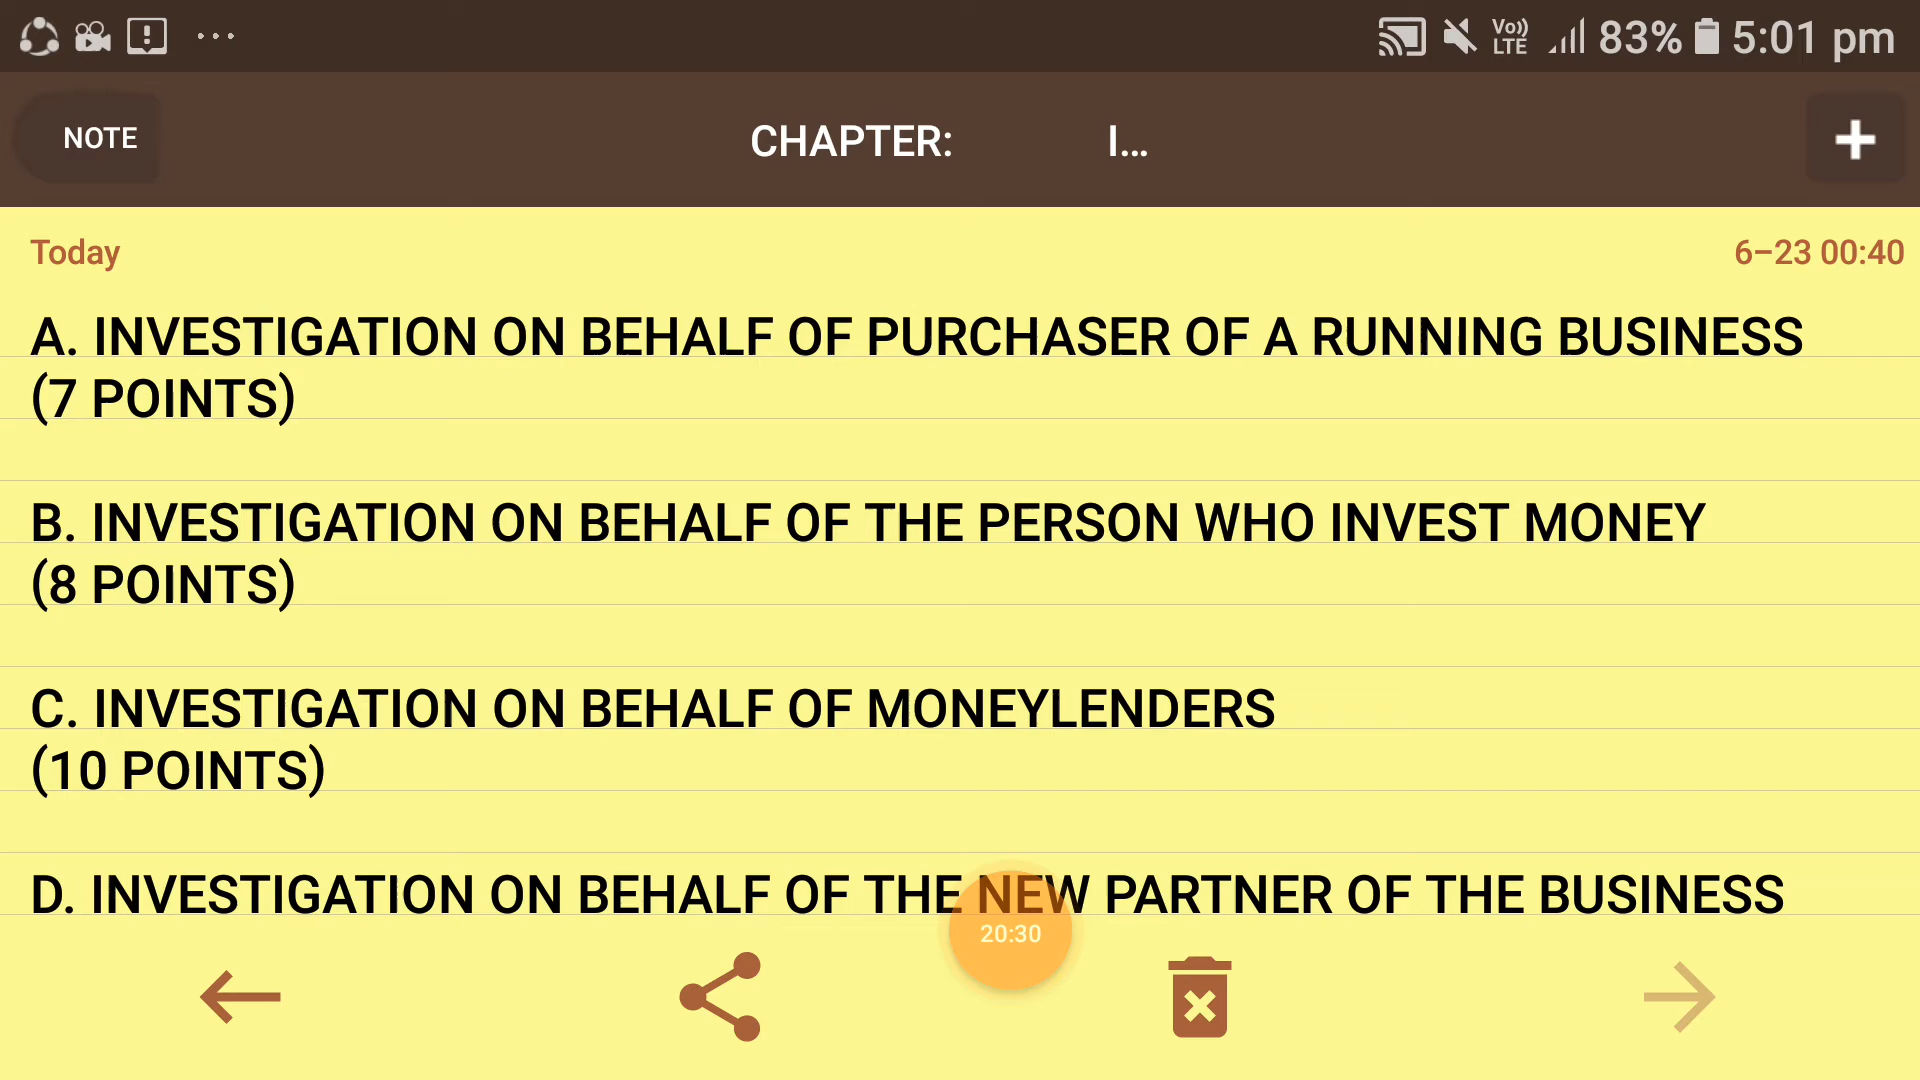 Vo)) LTE 83% 5:01 pm
NOTE
CHAPTER: I...
Today 6–23 00:40
A. INVESTIGATION ON BEHALF OF PURCHASER OF A RUNNING BUSINESS
(7 POINTS)
B. INVESTIGATION ON BEHALF OF THE PERSON WHO INVEST MONEY
(8 POINTS)
C. INVESTIGATION ON BEHALF OF MONEYLENDERS
(10 POINTS)
D. INVESTIGATION ON BEHALF OF THE NEW PARTNER OF THE BUSINESS
20:30